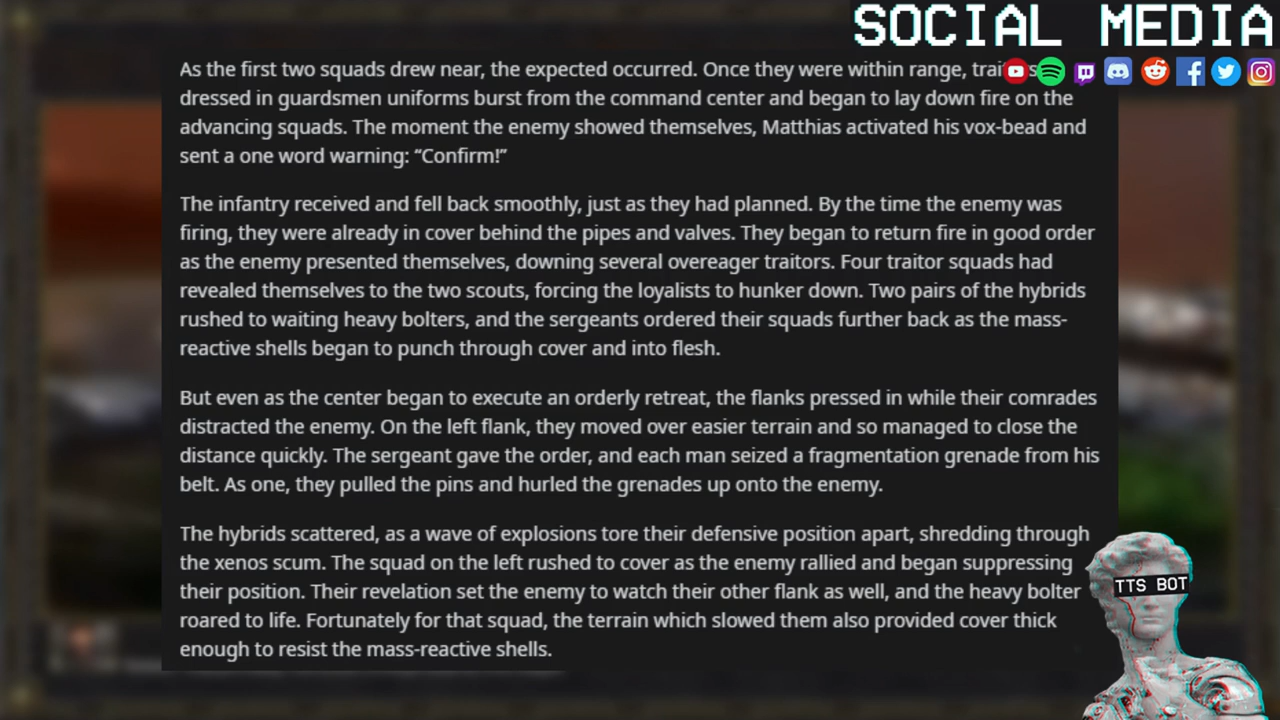 SOCIAL MEDIA
As the first two squads drew near, the expected occurred. Once they were within range,
dressed in guardsmen uniforms burst from the command center and began to lay down fire on the
advancing squads. The moment the enemy showed themselves, Matthias activated his vox-bead and
sent a one word warning: “Confirm!”
The infantry received and fell back smoothly, just as they had planned. By the time the enemy was
firing, they were already in cover behind the pipes and valves. They began to return fire in good order
as the enemy presented themselves, downing several overeager traitors. Four traitor squads had
revealed themselves to the two scouts, forcing the loyalists to hunker down. Two pairs of the hybrids
rushed to waiting heavy bolters, and the sergeants ordered their squads further back as the mass-
reactive shells began to punch through cover and into flesh.
But even as the center began to execute an orderly retreat, the flanks pressed in while their comrades
distracted the enemy. On the left flank, they moved over easier terrain and so managed to close the
distance quickly. The sergeant gave the order, and each man seized a fragmentation grenade from his
belt. As one, they pulled the pins and hurled the grenades up onto the enemy.
The hybrids scattered, as a wave of explosions tore their defensive position apart, shredding through
the xenos scum. The squad on the left rushed to cover as the enemy rallied and began suppressing
their position. Their revelation set the enemy to watch their other flank as well, and the heavy bolter
roared to life. Fortunately for that squad, the terrain which slowed them also provided cover thick
enough to resist the mass-reactive shells.
TTS BOT